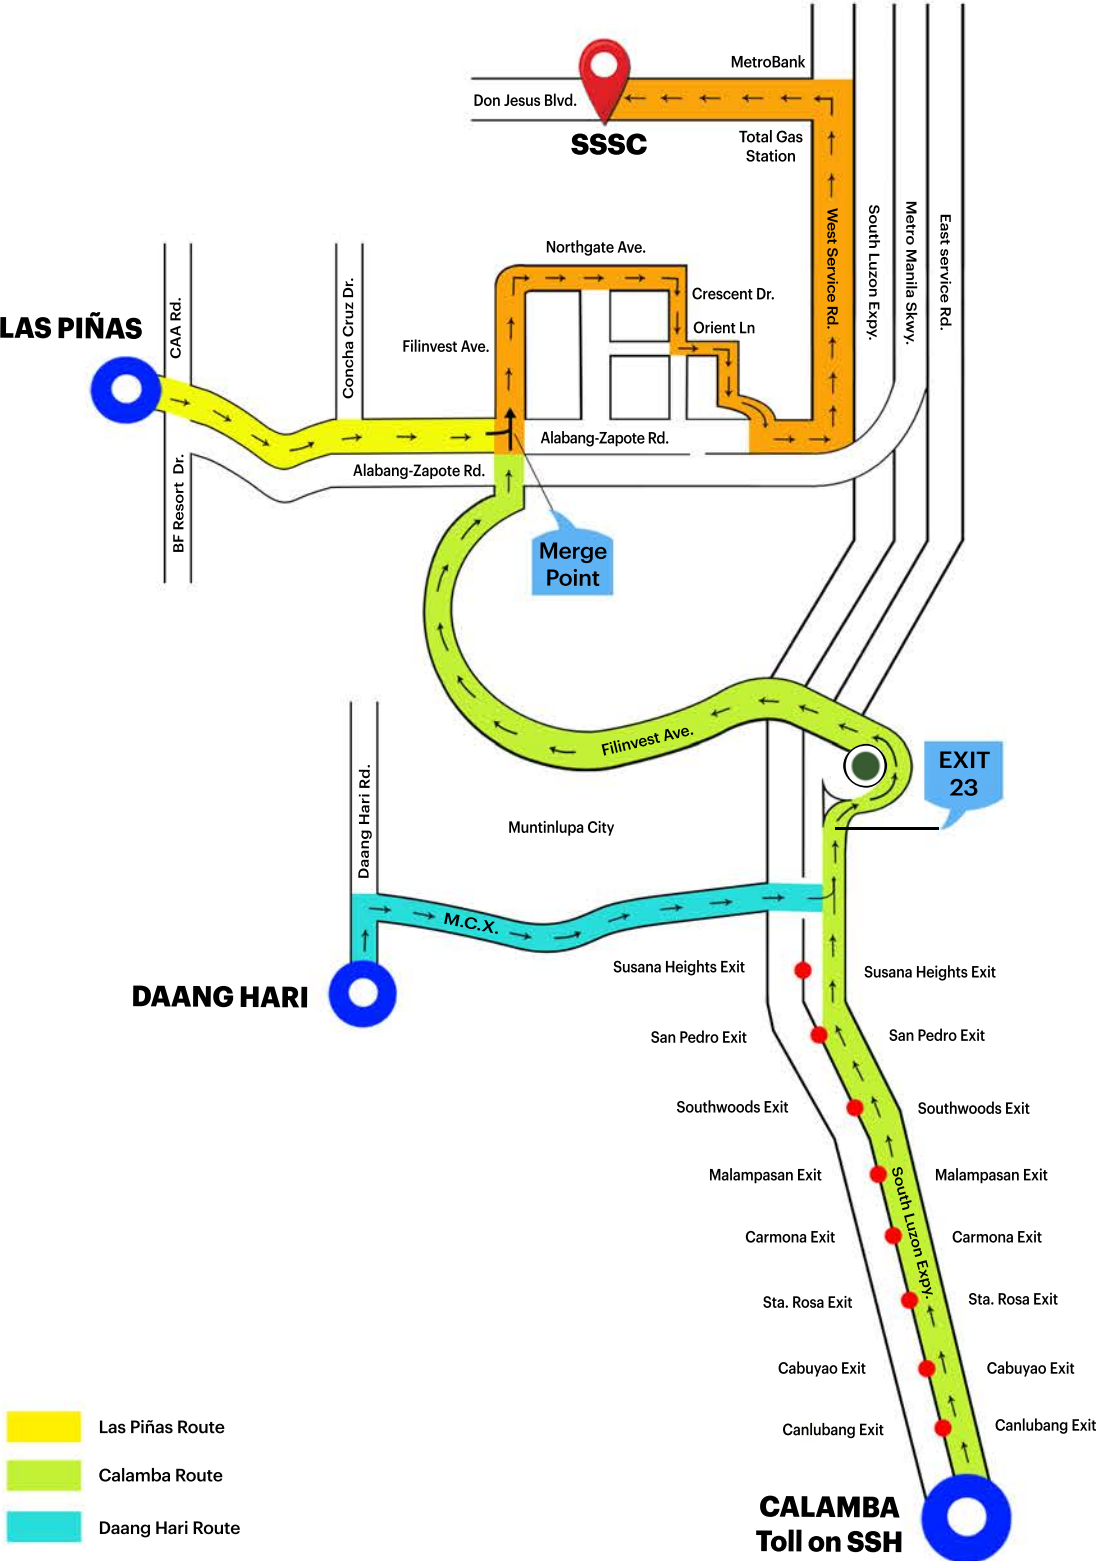 MetroBank
Don Jesus Blvd.
SSSC
Total Gas
Station
West Service Rd.
South Luzon Expy.
Metro Manila Skwy.
East service Rd.
Northgate Ave.
Crescent Dr.
Orient Ln
Filinvest Ave.
CAA Rd.
Concha Cruz Dr.
LAS PIÑAS
Alabang-Zapote Rd.
Alabang-Zapote Rd.
BF Resort Dr.
Merge
Point
Filinvest Ave.
EXIT
23
Daang Hari Rd.
Muntinlupa City
M.C.X.
DAANG HARI
Susana Heights Exit
Susana Heights Exit
San Pedro Exit
San Pedro Exit
Southwoods Exit
Southwoods Exit
Malampasan Exit
Malampasan Exit
South Luzon Expy.
Carmona Exit
Carmona Exit
Sta. Rosa Exit
Sta. Rosa Exit
Cabuyao Exit
Cabuyao Exit
Canlubang Exit
Canlubang Exit
Las Piñas Route
Calamba Route
Daang Hari Route
CALAMBA
Toll on SSH